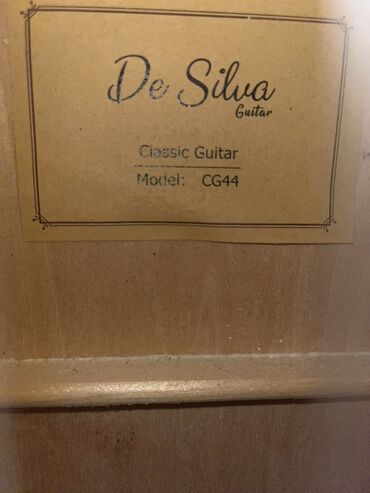 De Silva
Guitar
Classic Guitar
Model: CG44